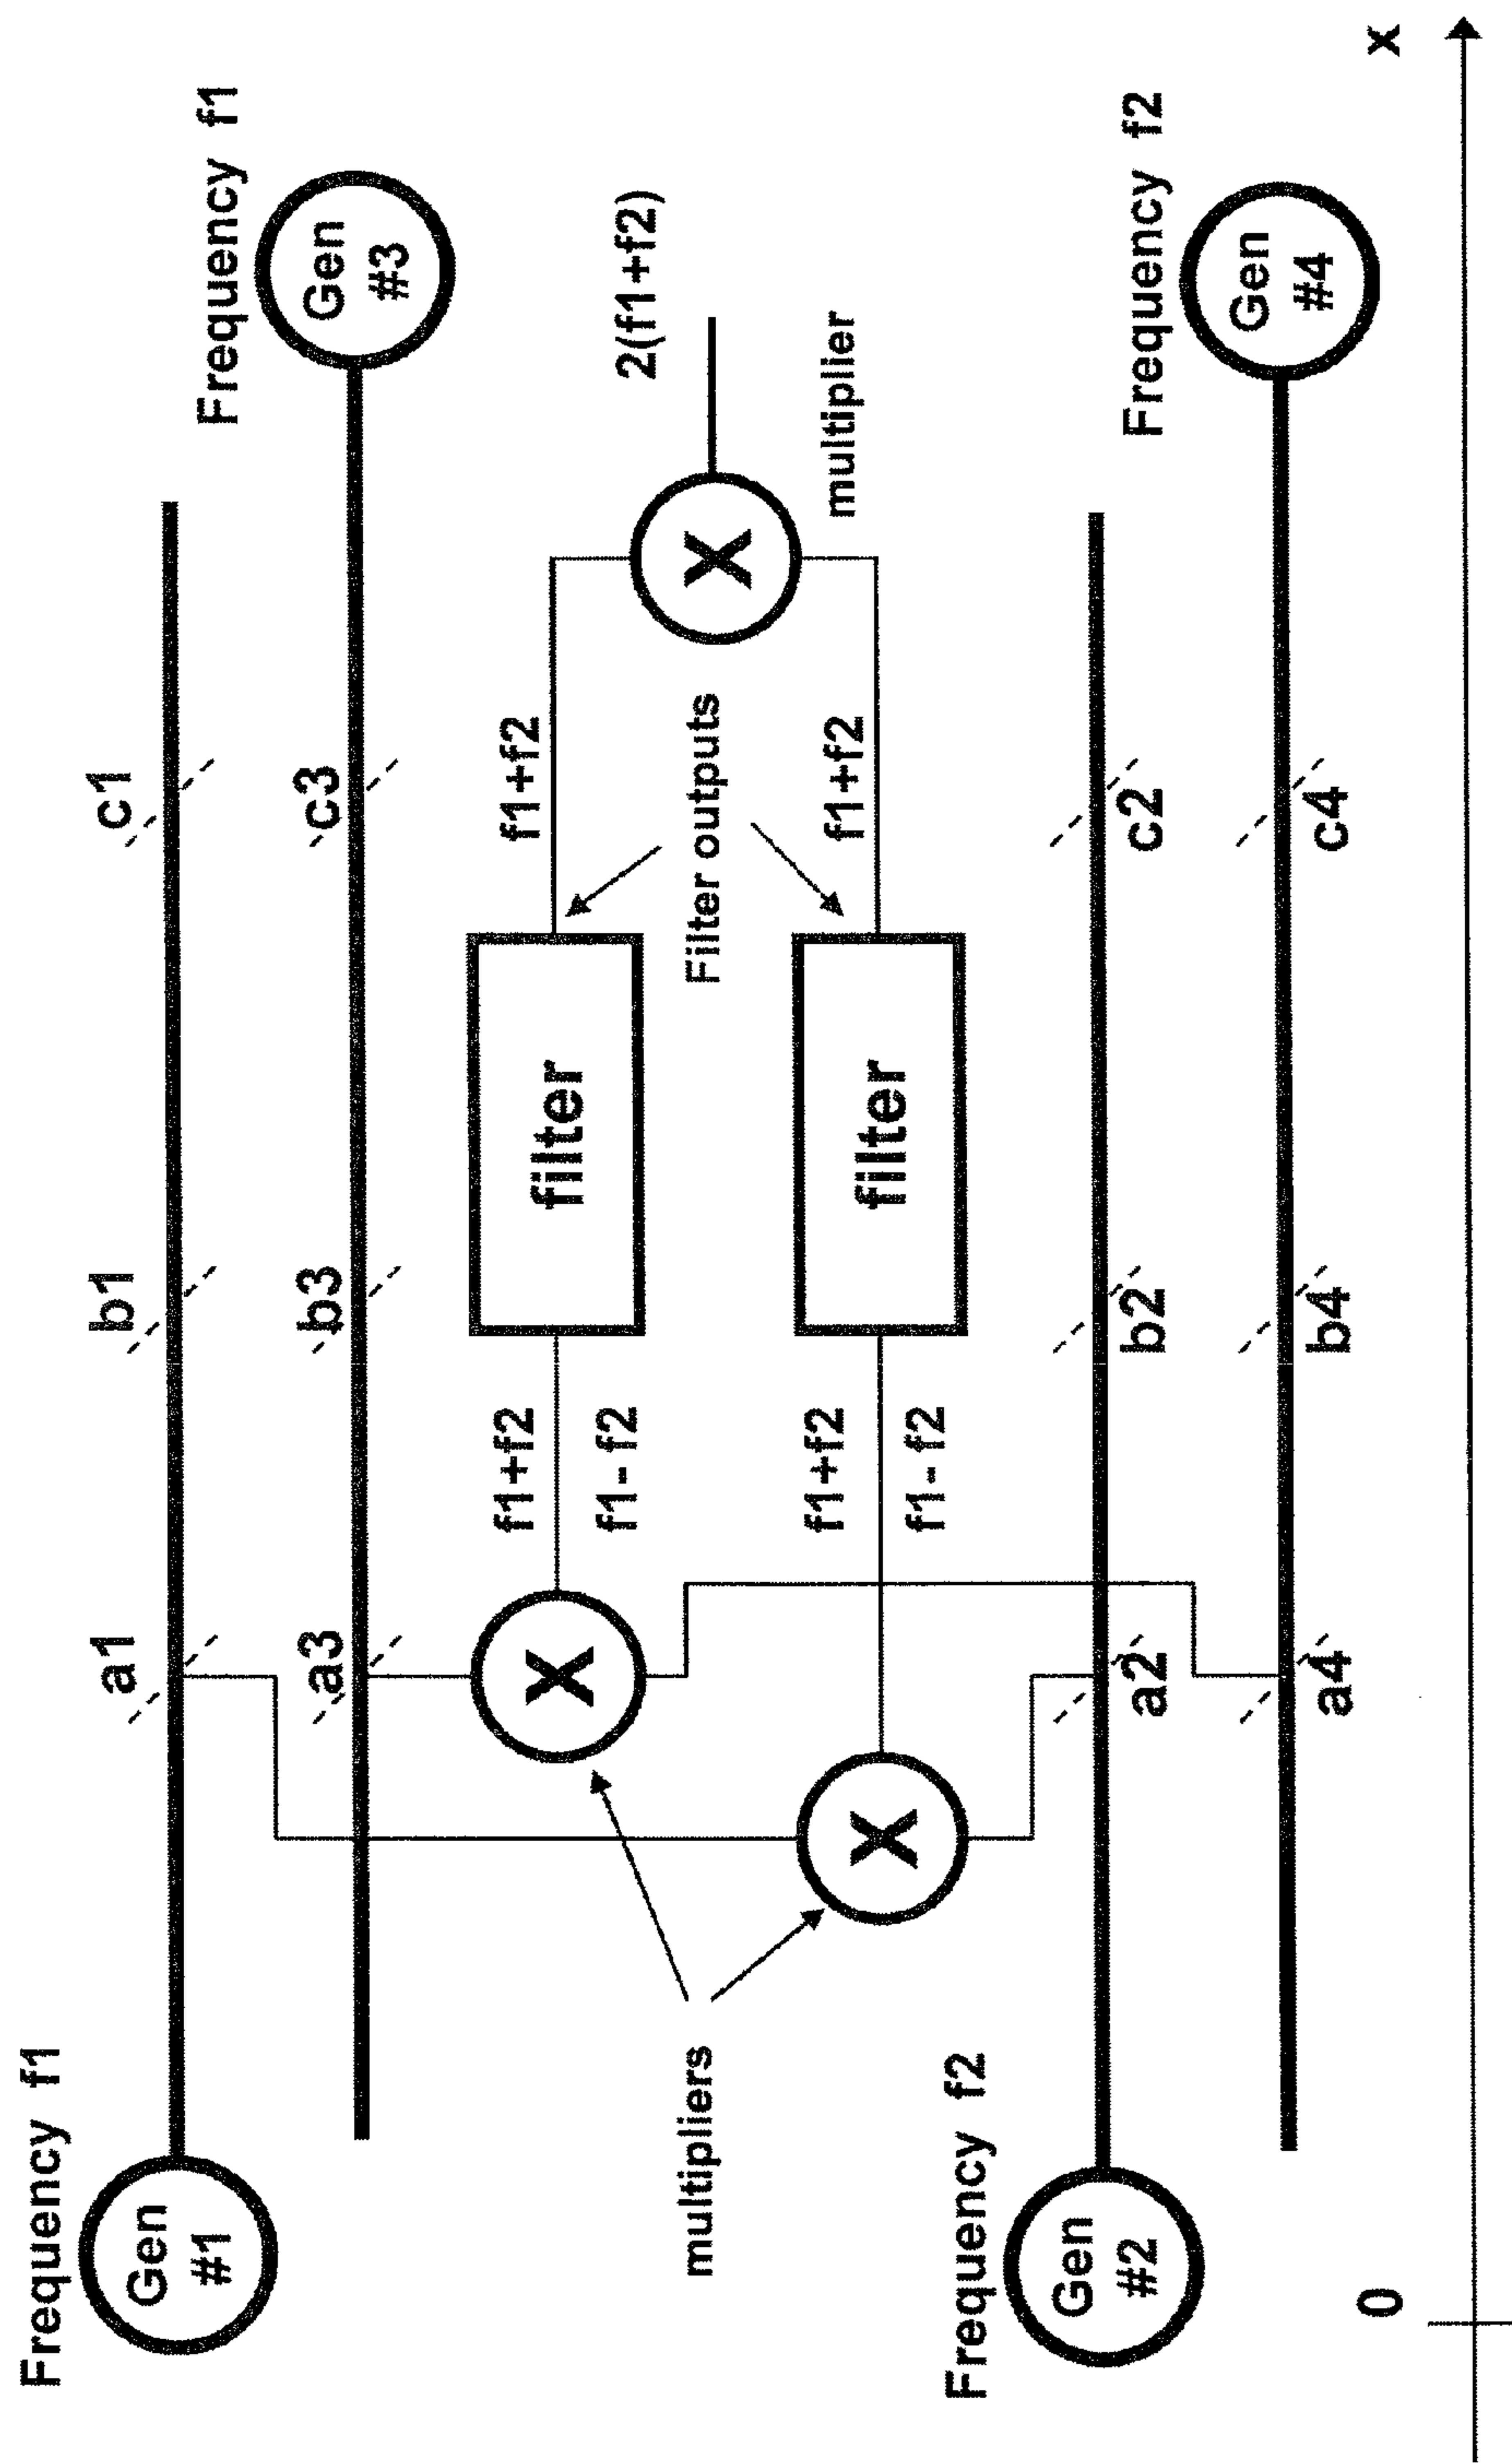 Frequency f1
Gen
#1
a1
b1
c1
Frequency f1
Gen
#3
a3
b3
c3
X
f1+f2
f1-f2
filter
f1+f2
2(f1+f2)
X
multiplier
multipliers
Filter outputs
X
f1+f2
f1-f2
filter
f1+f2
Frequency f2
Gen
#2
a2
b2
c2
Frequency f2
Gen
#4
a4
b4
c4
0
x